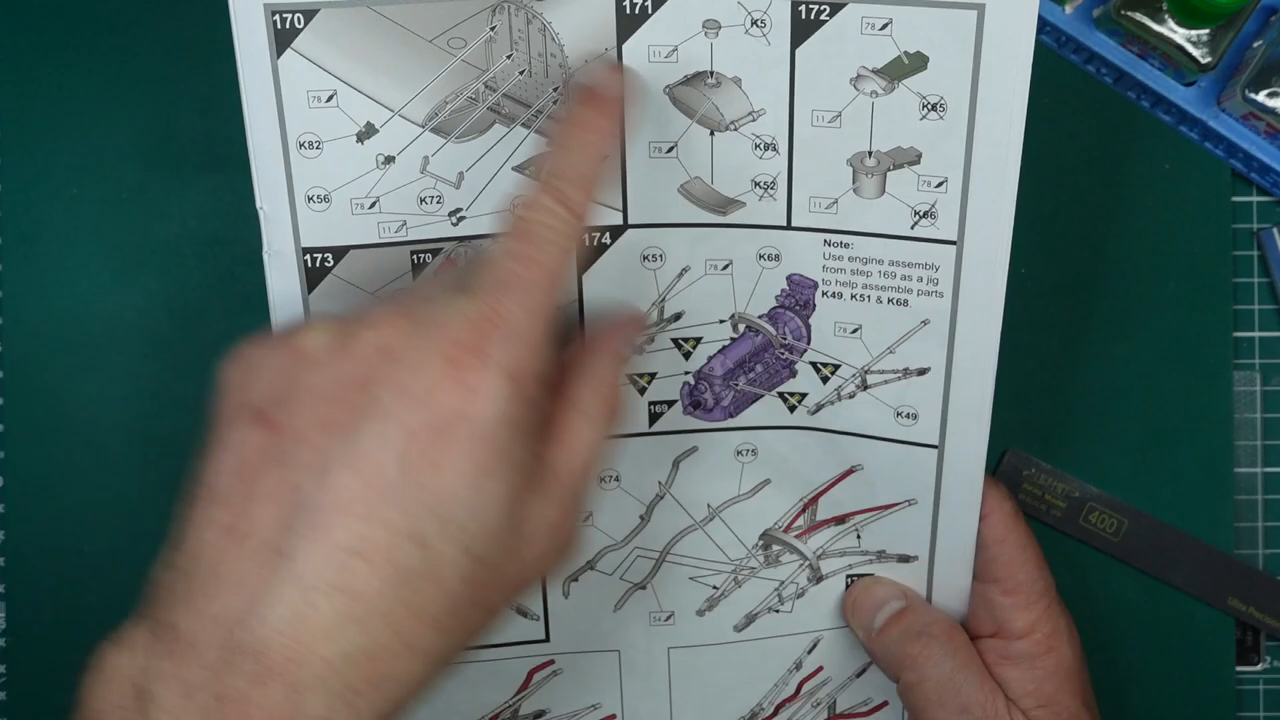 170
78
K82
K56
78
K72
11
171
K5
11
K63
78
K52
172
78
K65
11
78
11
K66
173
170
174
K51
78
K68
Note:
Use engine assembly
from step 169 as a jig
to help assemble parts
K49, K51 & K68.
78
169
K49
K74
K75
54
400